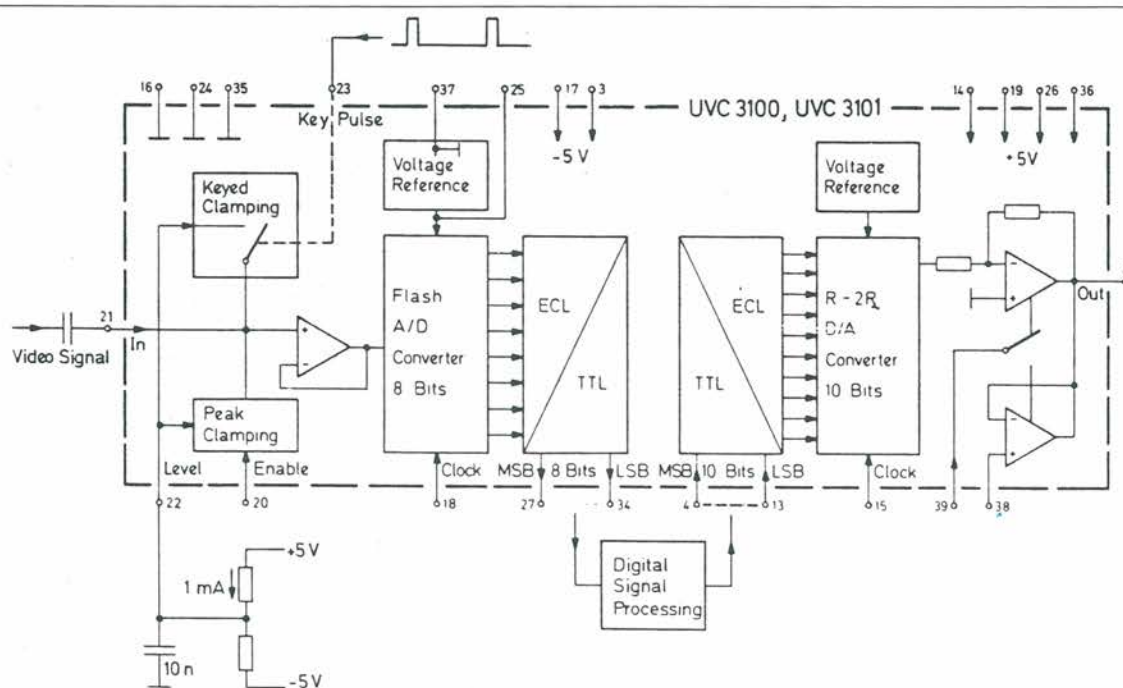 16 24 35 23 37 25 17 3 14 19 26 36
UVC 3100, UVC 3101
Key Pulse
-5 V
+5V
Keyed
Clamping
Voltage
Reference
Voltage
Reference
21
Video Signal
In
Flash
A/D
Converter
8 Bits
ECL
TTL
ECL
TTL
R-2R
D/A
Converter
10 Bits
Out
Peak
Clamping
Level
Enable
Clock
MSB 8 Bits LSB
MSB 10 Bits LSB
Clock
22 20 18 27 34 4 13 15 39 38
+5V
1 mA
10n
-5V
Digital
Signal
Processing